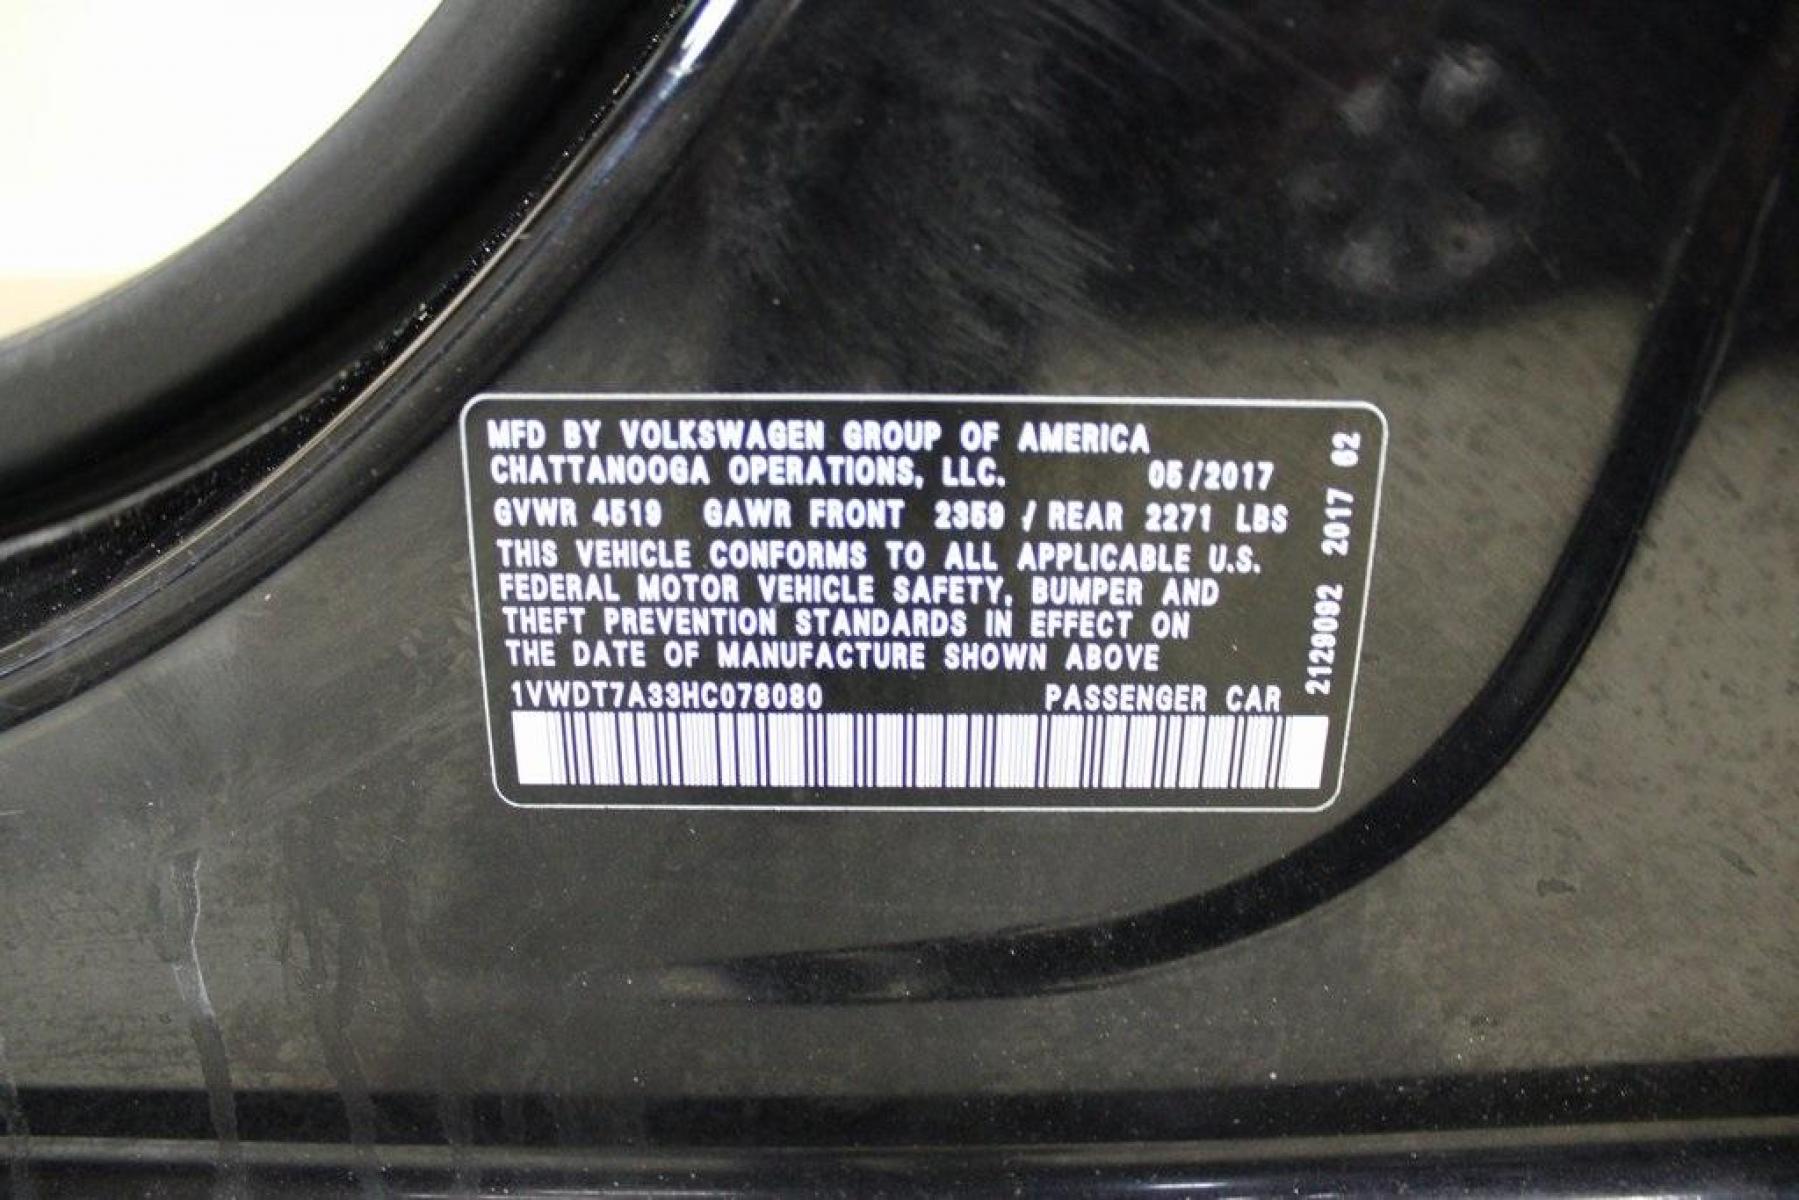 MFD BY VOLKSWAGEN GROUP OF AMERICA
CHATTANOOGA OPERATIONS, LLC. 05/2017
GVWR 4519 GAWR FRONT 2359 / REAR 2271 LBS
THIS VEHICLE CONFORMS TO ALL APPLICABLE U.S.
FEDERAL MOTOR VEHICLE SAFETY, BUMPER AND
THEFT PREVENTION STANDARDS IN EFFECT ON
THE DATE OF MANUFACTURE SHOWN ABOVE
1VWDT7A33HC078080 PASSENGER CAR
2129092 2017 62